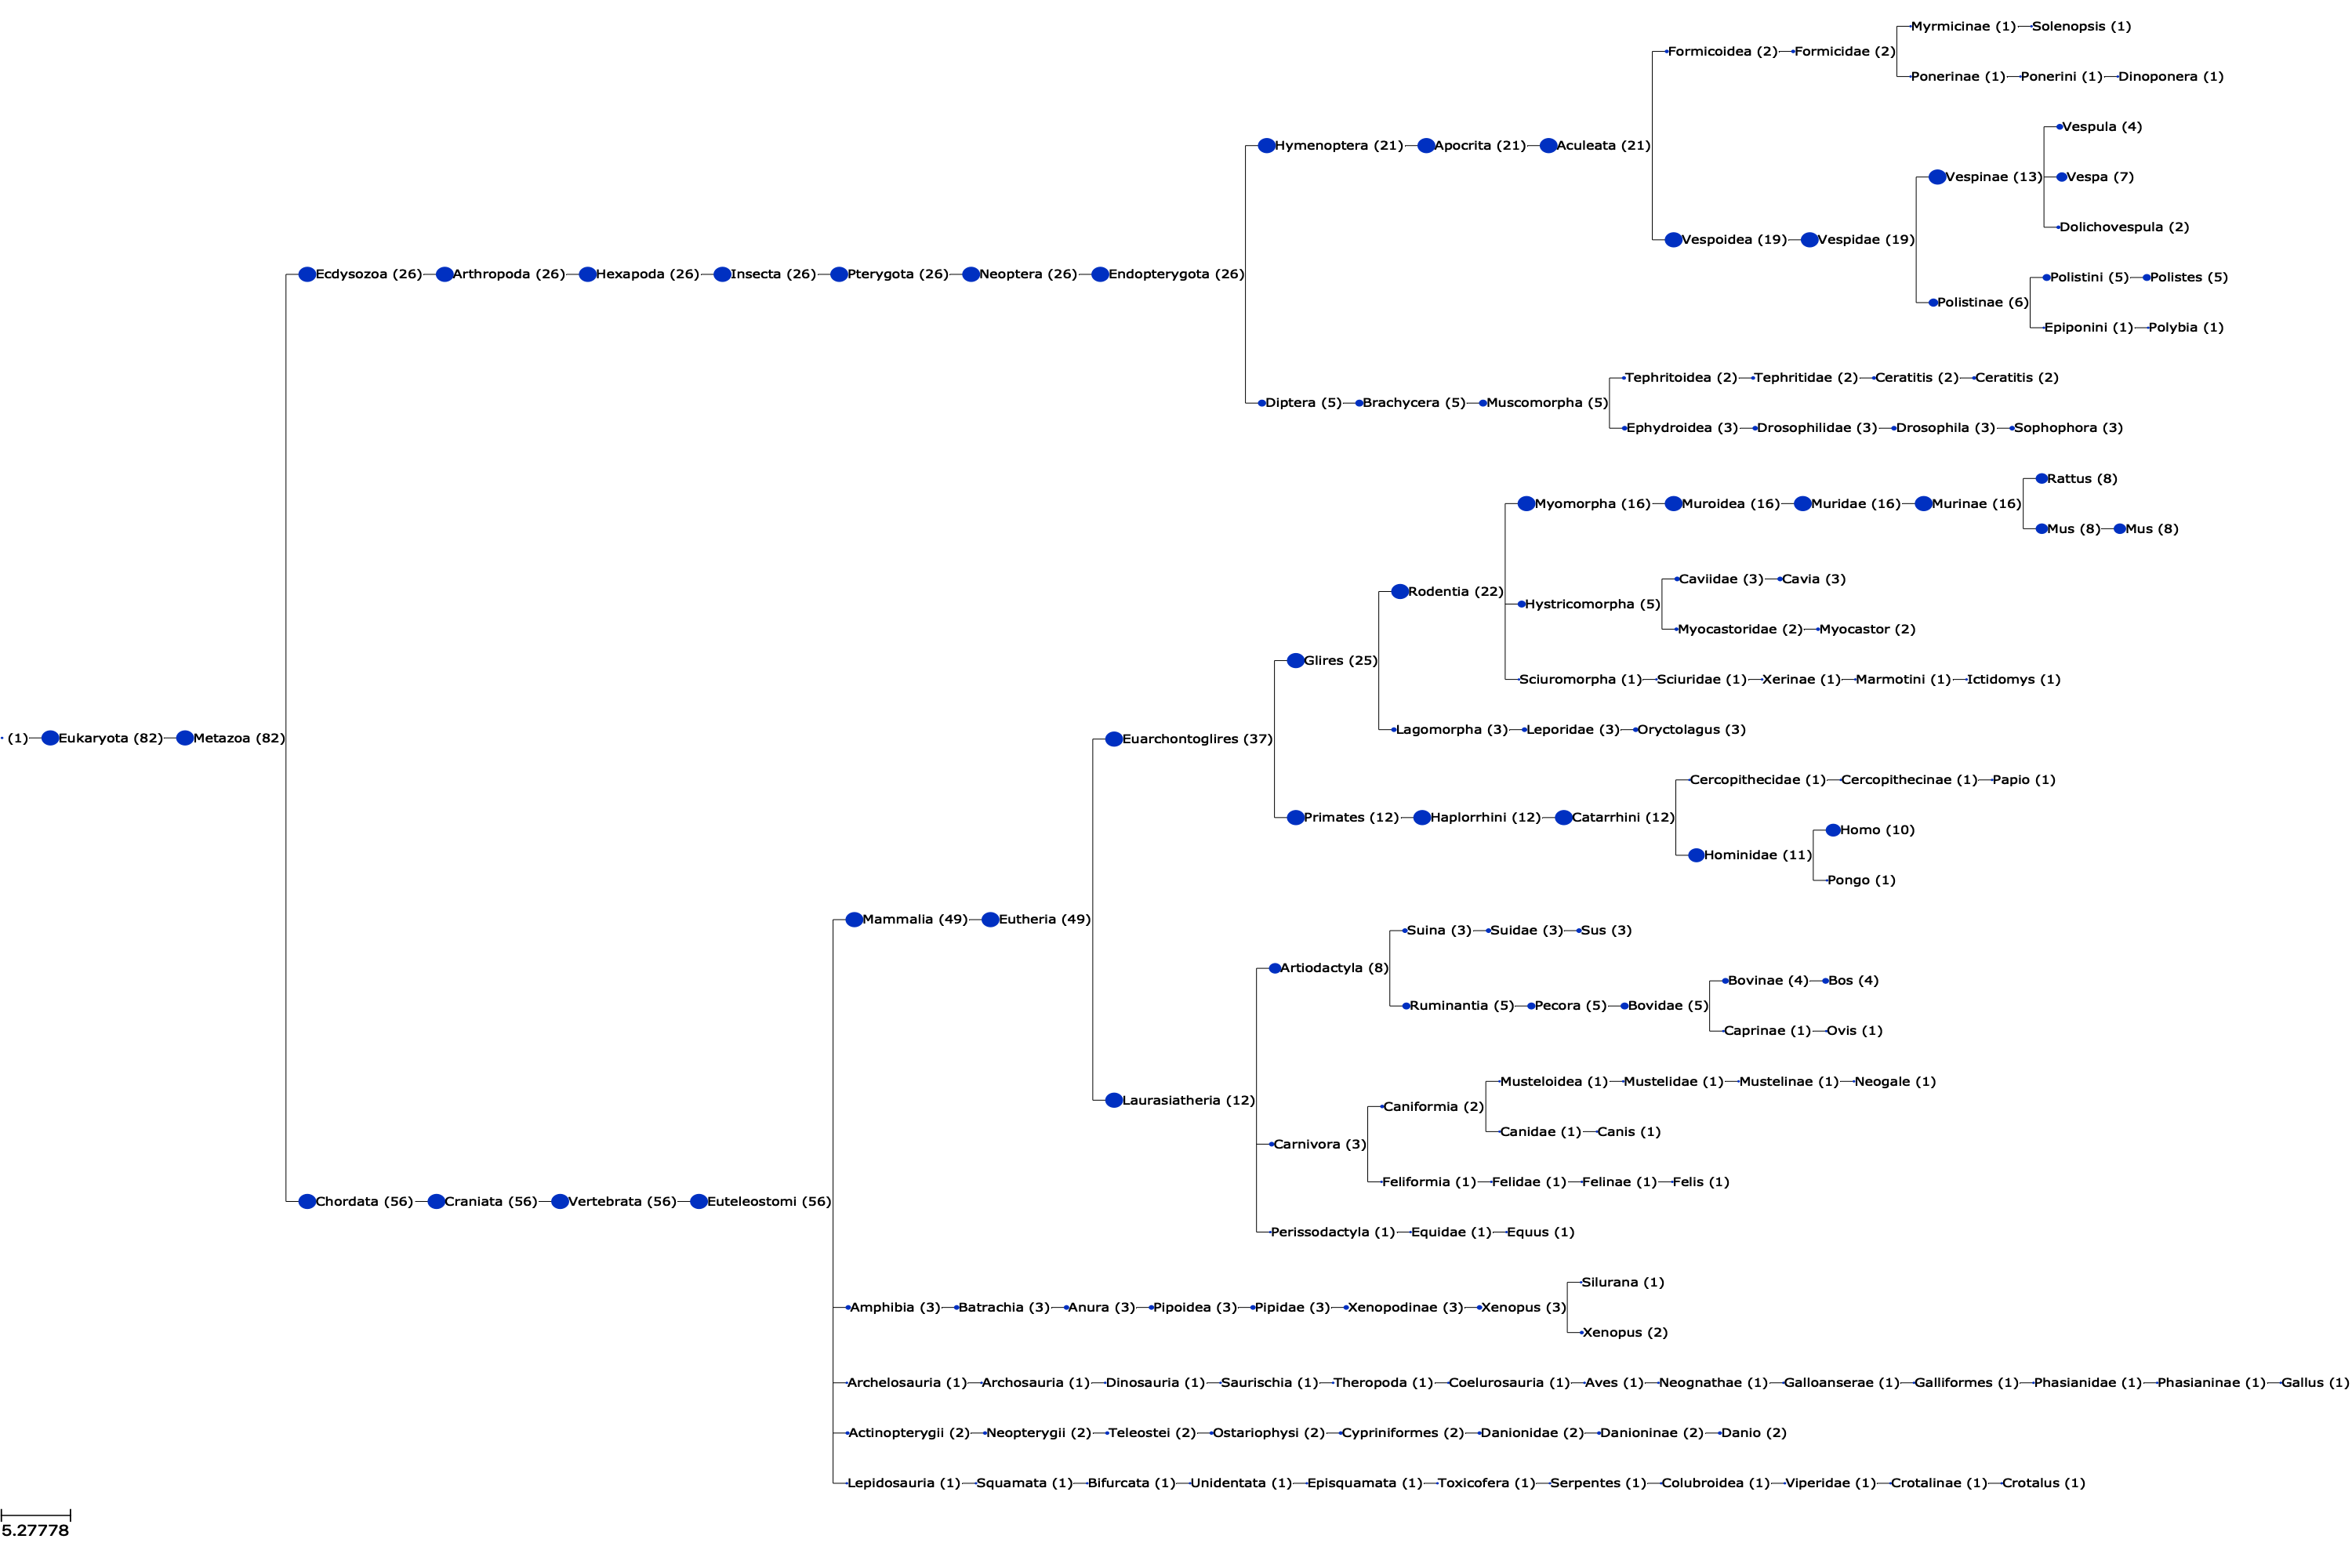 Myrmicinae (1) Solenopsis (1)
Formicoidea (2) Formicidae (2)
Ponerinae (1) Ponerini (1) Dinoponera (1)
Vespula (4)
Hymenoptera (21) Apocrita (21) Aculeata (21)
Vespinae (13) Vespa (7)
Dolichovespula (2)
Vespoidea (19) Vespidae (19)
Ecdysozoa (26) Arthropoda (26) Hexapoda (26) Insecta (26) Pterygota (26) Neoptera (26) Endopterygota (26)
Polistini (5) Polistes (5)
Polistinae (6)
Epiponini (1) Polybia (1)
Tephritoidea (2) Tephritidae (2) Ceratitis (2) Ceratitis (2)
Diptera (5) Brachycera (5) Muscomorpha (5)
Ephydroidea (3) Drosophilidae (3) Drosophila (3) Sophophora (3)
Rattus (8)
Myomorpha (16) Muroidea (16) Muridae (16) Murinae (16)
Mus (8) Mus (8)
Caviidae (3) Cavia (3)
Rodentia (22)
Hystricomorpha (5)
Myocastoridae (2) Myocastor (2)
Glires (25)
Sciuromorpha (1) Sciuridae (1) Xerinae (1) Marmotini (1) Ictidomys (1)
Lagomorpha (3) Leporidae (3) Oryctolagus (3)
(1) Eukaryota (82) Metazoa (82)
Euarchontoglires (37)
Cercopithecidae (1) Cercopithecinae (1) Papio (1)
Primates (12) Haplorrhini (12) Catarrhini (12)
Homo (10)
Hominidae (11)
Pongo (1)
Mammalia (49) Eutheria (49)
Suina (3) Suidae (3) Sus (3)
Artiodactyla (8)
Bovinae (4) Bos (4)
Ruminantia (5) Pecora (5) Bovidae (5)
Caprinae (1) Ovis (1)
Musteloidea (1) Mustelidae (1) Mustelinae (1) Neogale (1)
Laurasiatheria (12)
Caniformia (2)
Canidae (1) Canis (1)
Carnivora (3)
Feliformia (1) Felidae (1) Felinae (1) Felis (1)
Chordata (56) Craniata (56) Vertebrata (56) Euteleostomi (56)
Perissodactyla (1) Equidae (1) Equus (1)
Silurana (1)
Amphibia (3) Batrachia (3) Anura (3) Pipoidea (3) Pipidae (3) Xenopodinae (3) Xenopus (3)
Xenopus (2)
Archelosauria (1) Archosauria (1) Dinosauria (1) Saurischia (1) Theropoda (1) Coelurosauria (1) Aves (1) Neognathae (1) Galloanserae (1) Galliformes (1) Phasianidae (1) Phasianinae (1) Gallus (1)
Actinopterygii (2) Neopterygii (2) Teleostei (2) Ostariophysi (2) Cypriniformes (2) Danionidae (2) Danioninae (2) Danio (2)
Lepidosauria (1) Squamata (1) Bifurcata (1) Unidentata (1) Episquamata (1) Toxicofera (1) Serpentes (1) Colubroidea (1) Viperidae (1) Crotalinae (1) Crotalus (1)
5.27778